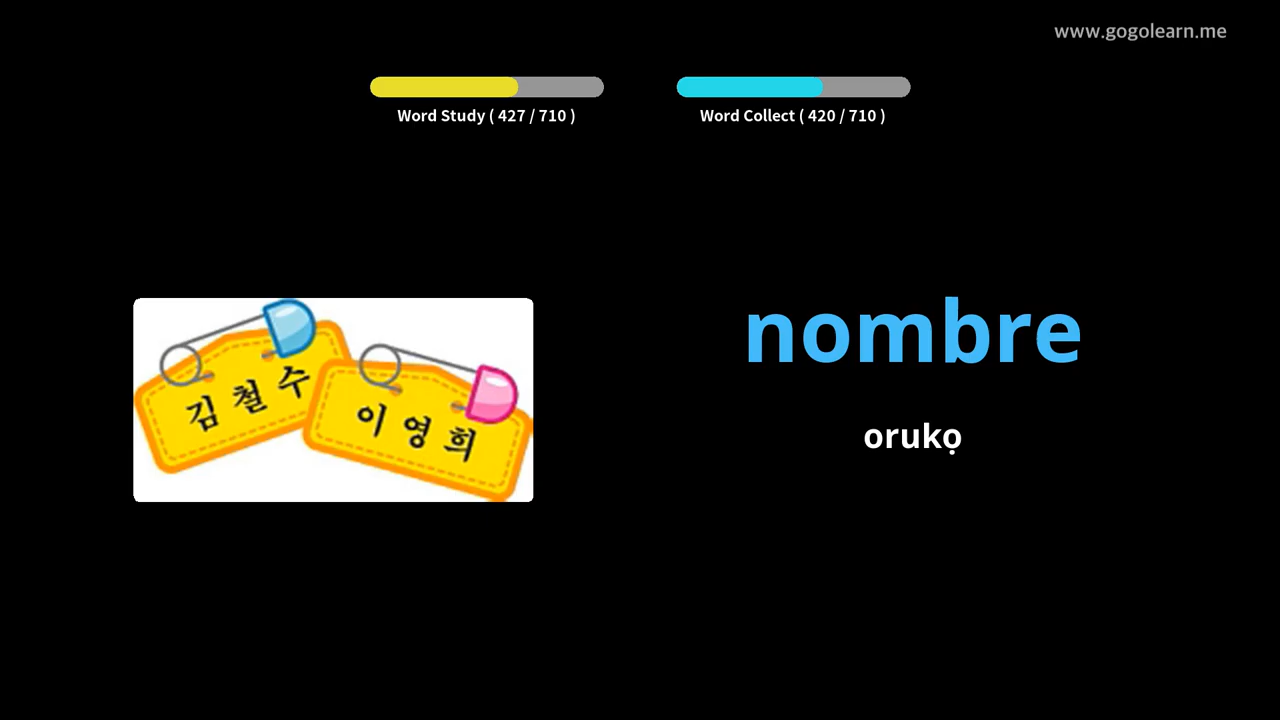 www.gogolearn.me
Word Study ( 427 / 710 )
Word Collect ( 420 / 710 )
김철수
이영희
nombre
orukọ